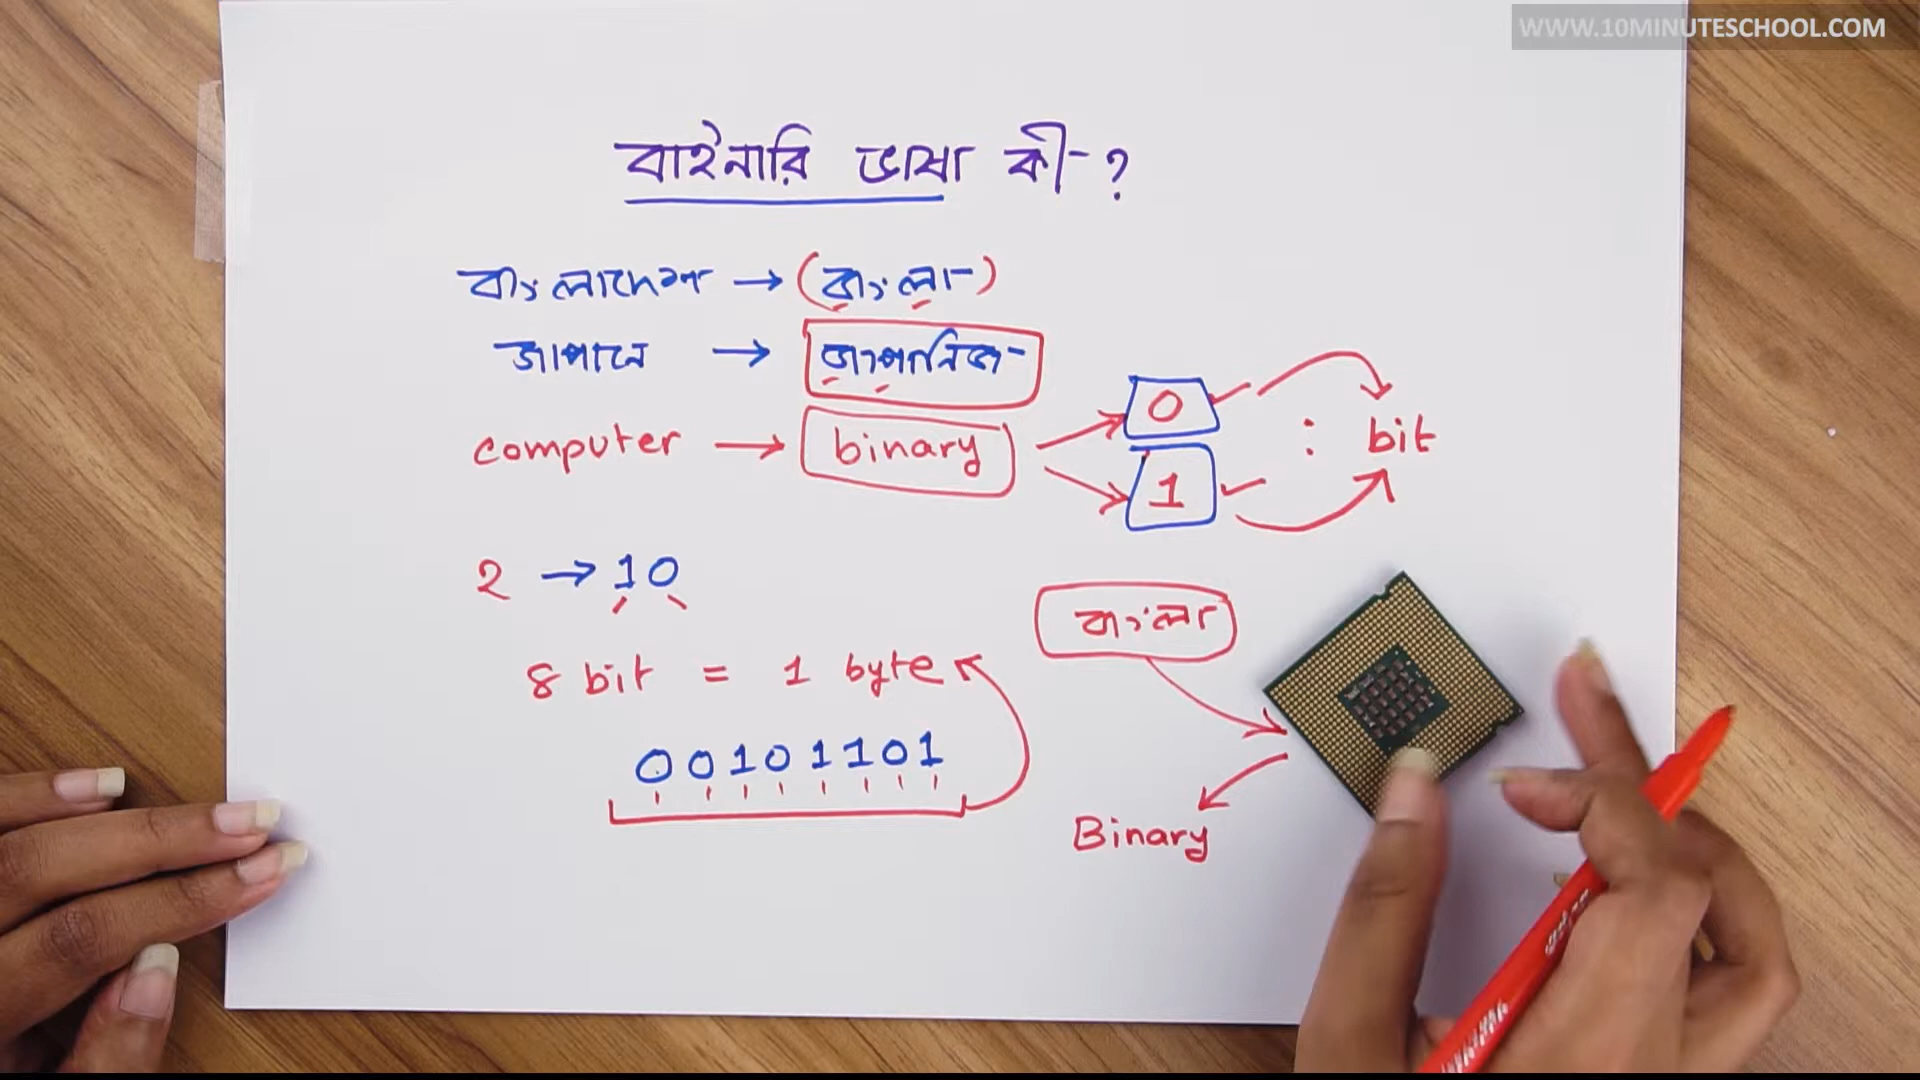 WWW.10MINUTESCHOOL.COM
বাইনারি ভাষা কী ?
বাংলাদেশ → (বাংলা)
জাপানে → জাপানিজ
computer → binary
0
1
: bit
2 → 10
8 bit = 1 byte
00101101
বাংলা
Binary